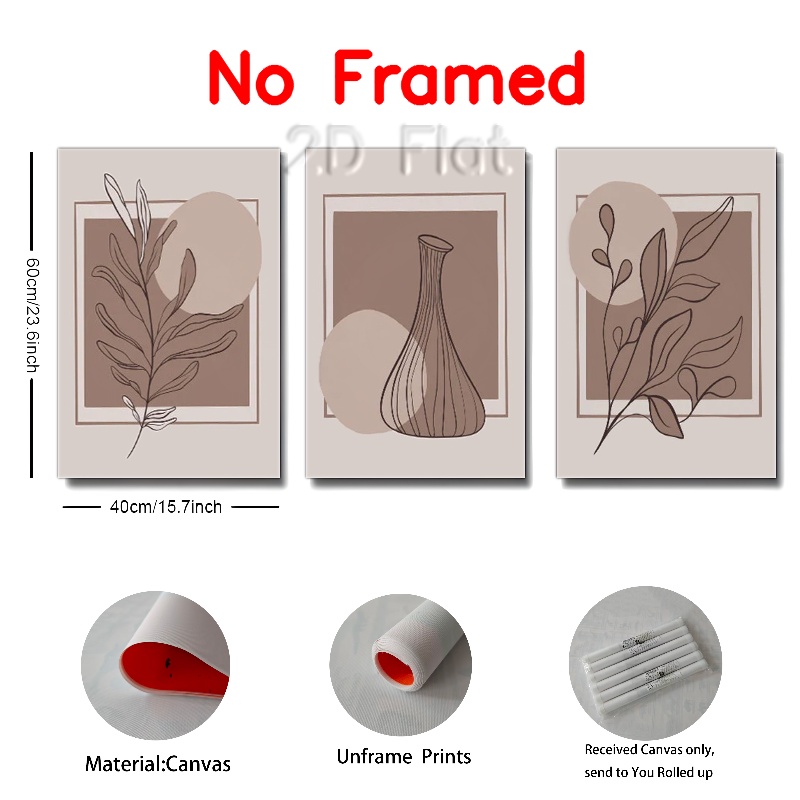 No Framed
2D Flat
60cm/23.6inch
40cm/15.7inch
Material:Canvas
Unframe Prints
Received Canvas only,
send to You Rolled up